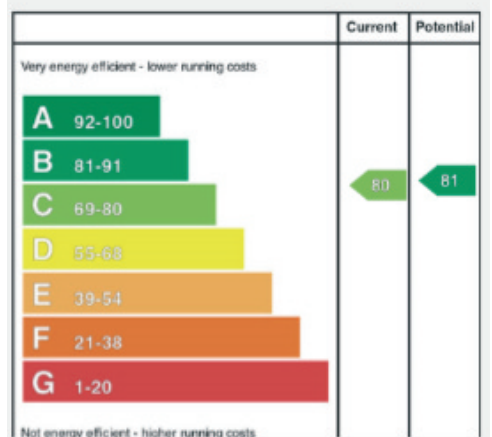 Current Potential
Very energy efficient - lower running costs
A 92-100
B 81-91
C 69-80
D 55-68
E 39-54
F 21-38
G 1-20
80
81
Not energy efficient - higher running costs